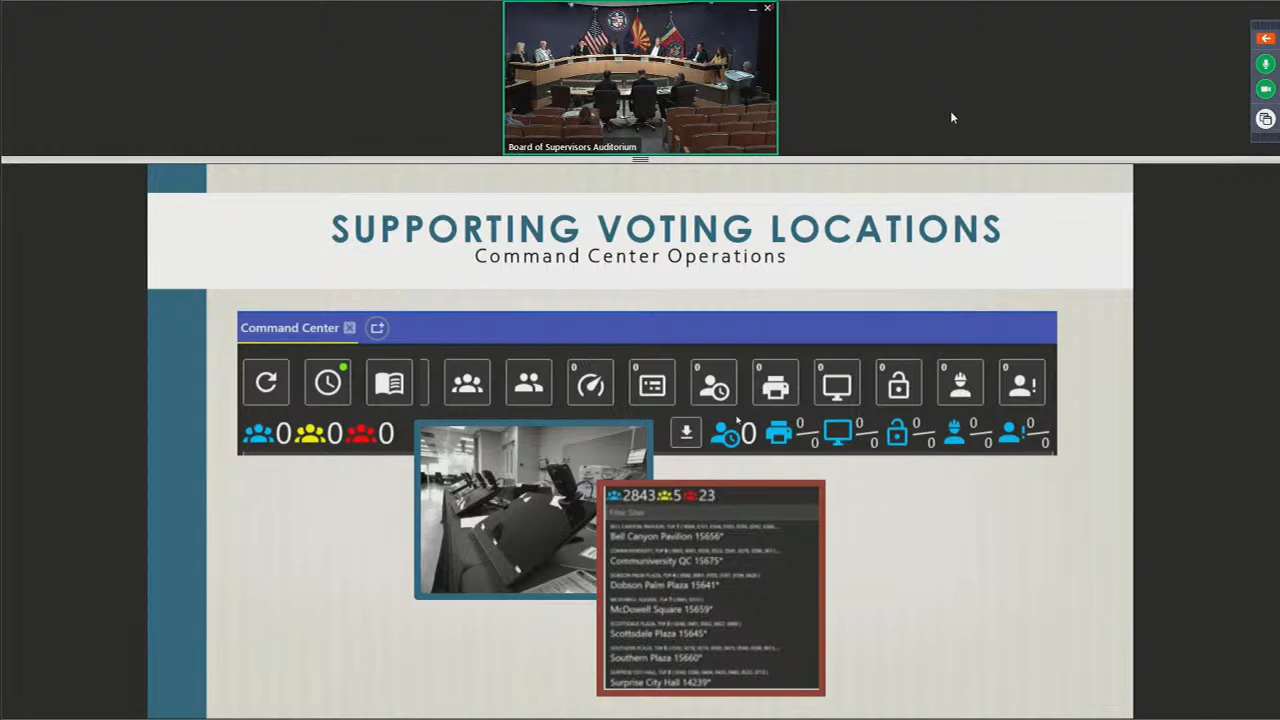 Board of Supervisors Auditorium
SUPPORTING VOTING LOCATIONS
Command Center Operations
Command Center
0 0 0 0 0 0 0 0
0 0 0
0 0/0 0/0 0/0 0/0 0/0
2843 5 23
Filter Sites
Bell Canyon Pavilion 15656*
Communiversity QC 15675*
Dobson Palm Plaza 15641*
McDowell Square 15659*
Scottsdale Plaza 15645*
Southern Plaza 15660*
Surprise City Hall 14239*